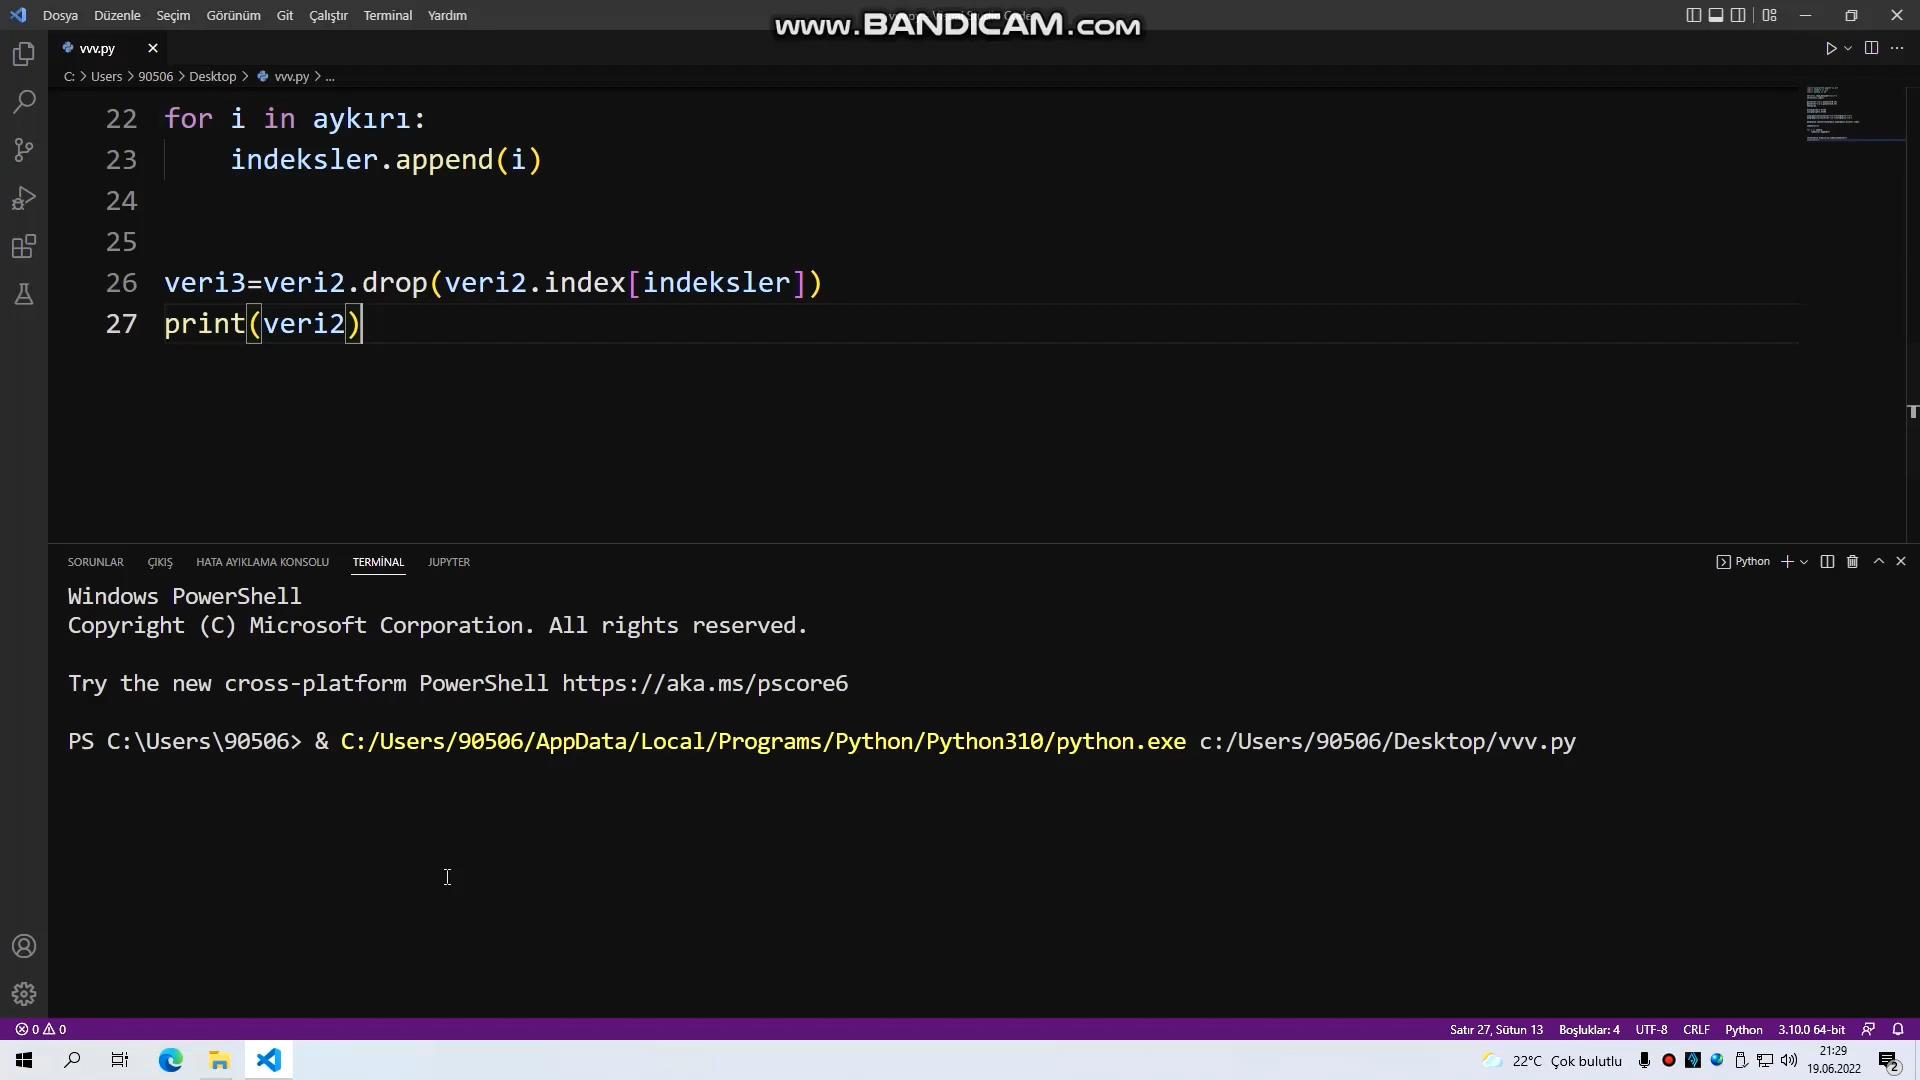 Dosya Düzenle Seçim Görünüm Git Çalıştır Terminal Yardım
www.BANDICAM.com
vvv.py
C: > Users > 90506 > Desktop > vvv.py > ...
22 for i in aykırı:
23 indeksler.append(i)
24
25
26 veri3=veri2.drop(veri2.index[indeksler])
27 print(veri2)
SORUNLAR ÇIKIŞ HATA AYIKLAMA KONSOLU TERMİNAL JUPYTER
Python
Windows PowerShell
Copyright (C) Microsoft Corporation. All rights reserved.
Try the new cross-platform PowerShell https://aka.ms/pscore6
PS C:\Users\90506> & C:/Users/90506/AppData/Local/Programs/Python/Python310/python.exe c:/Users/90506/Desktop/vvv.py
0 0
Satır 27, Sütun 13 Boşluklar: 4 UTF-8 CRLF Python 3.10.0 64-bit
22°C Çok bulutlu
21:29
19.06.2022
2